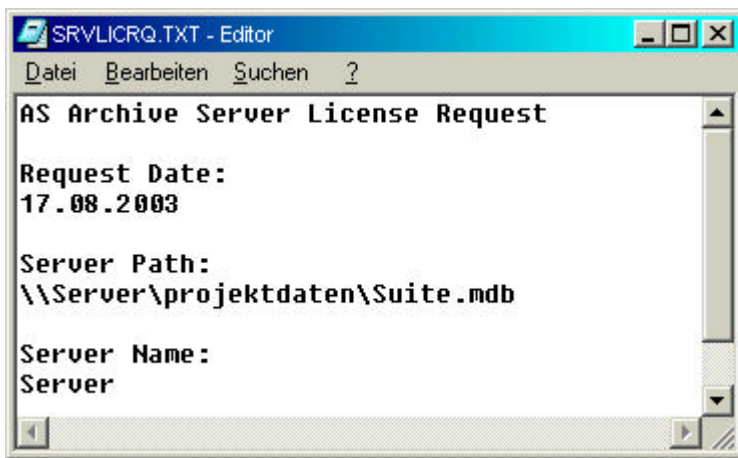 SRVLICRQ.TXT - Editor
Datei Bearbeiten Suchen ?
AS Archive Server License Request
Request Date:
17.08.2003
Server Path:
\\Server\projektdaten\Suite.mdb
Server Name:
Server